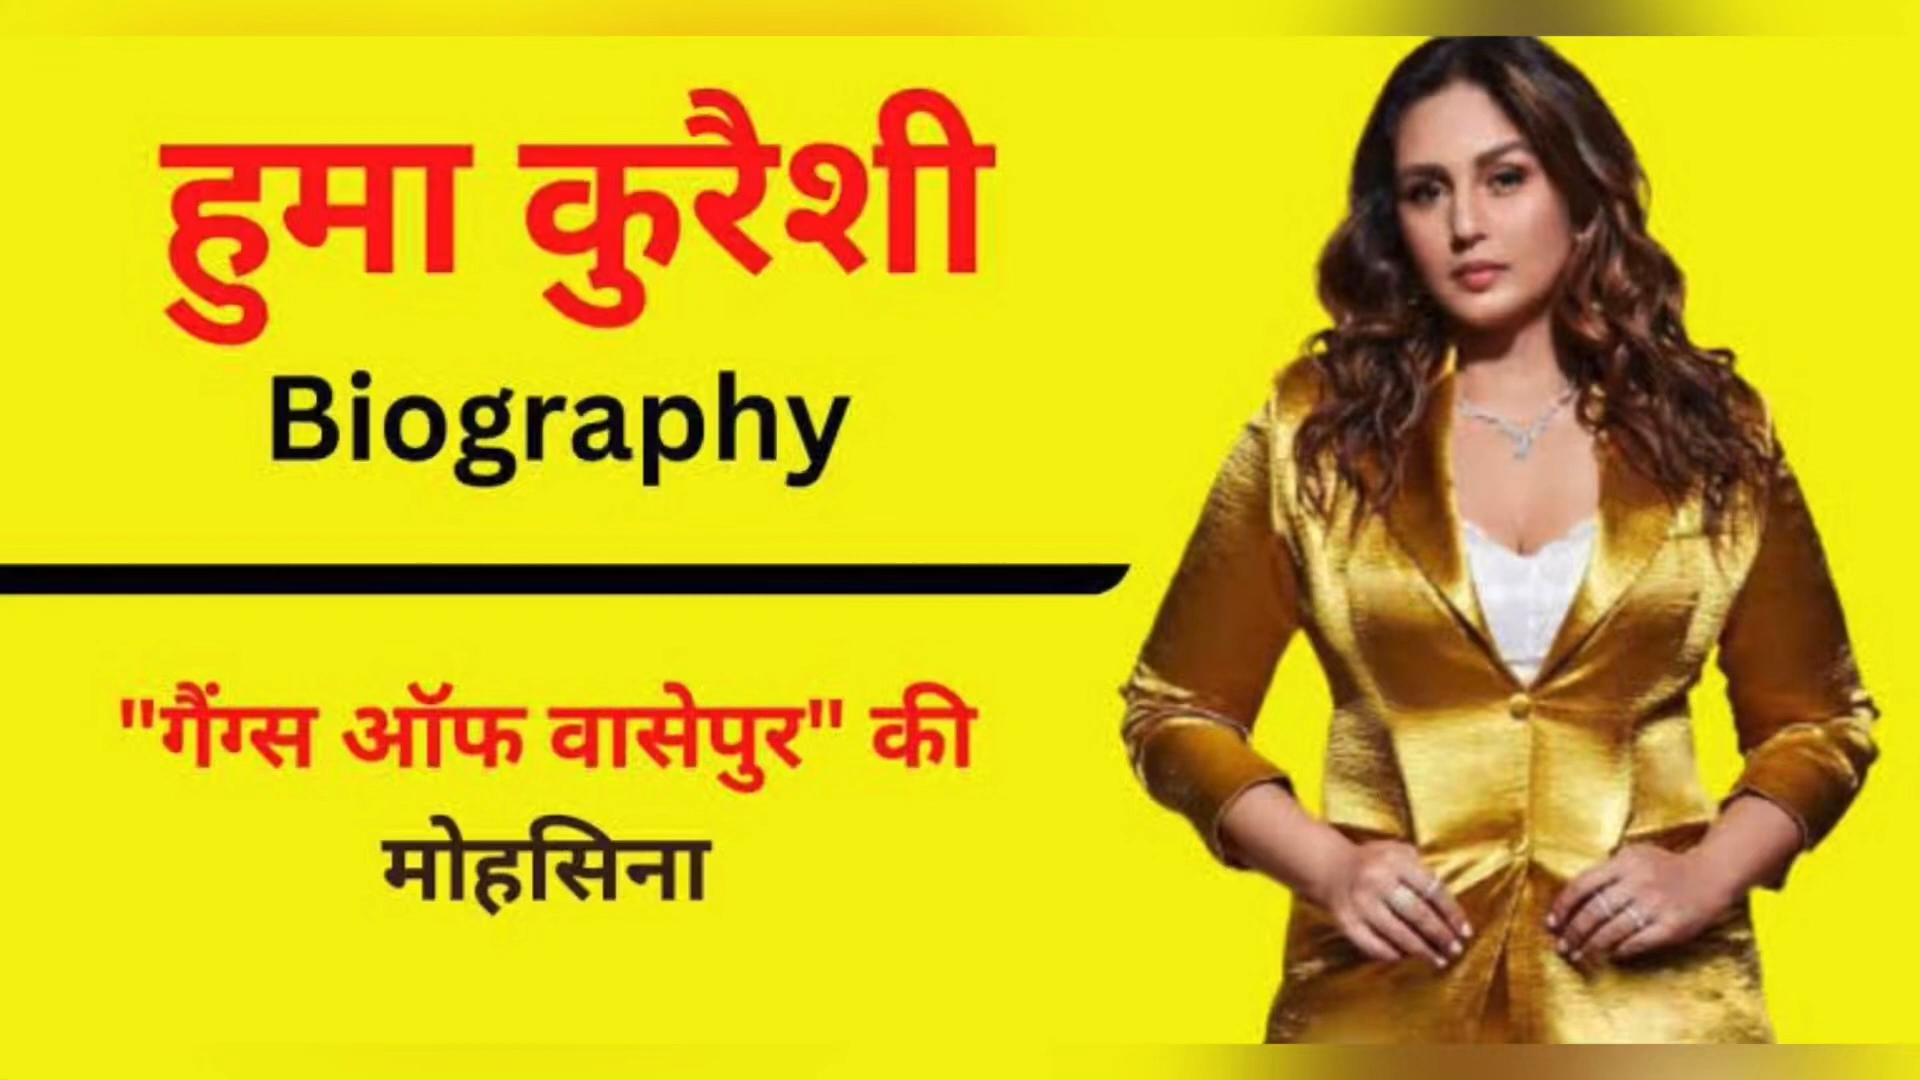 हुमा कुरैशी
Biography
"गैंग्स ऑफ वासेपुर" की
मोहसिना